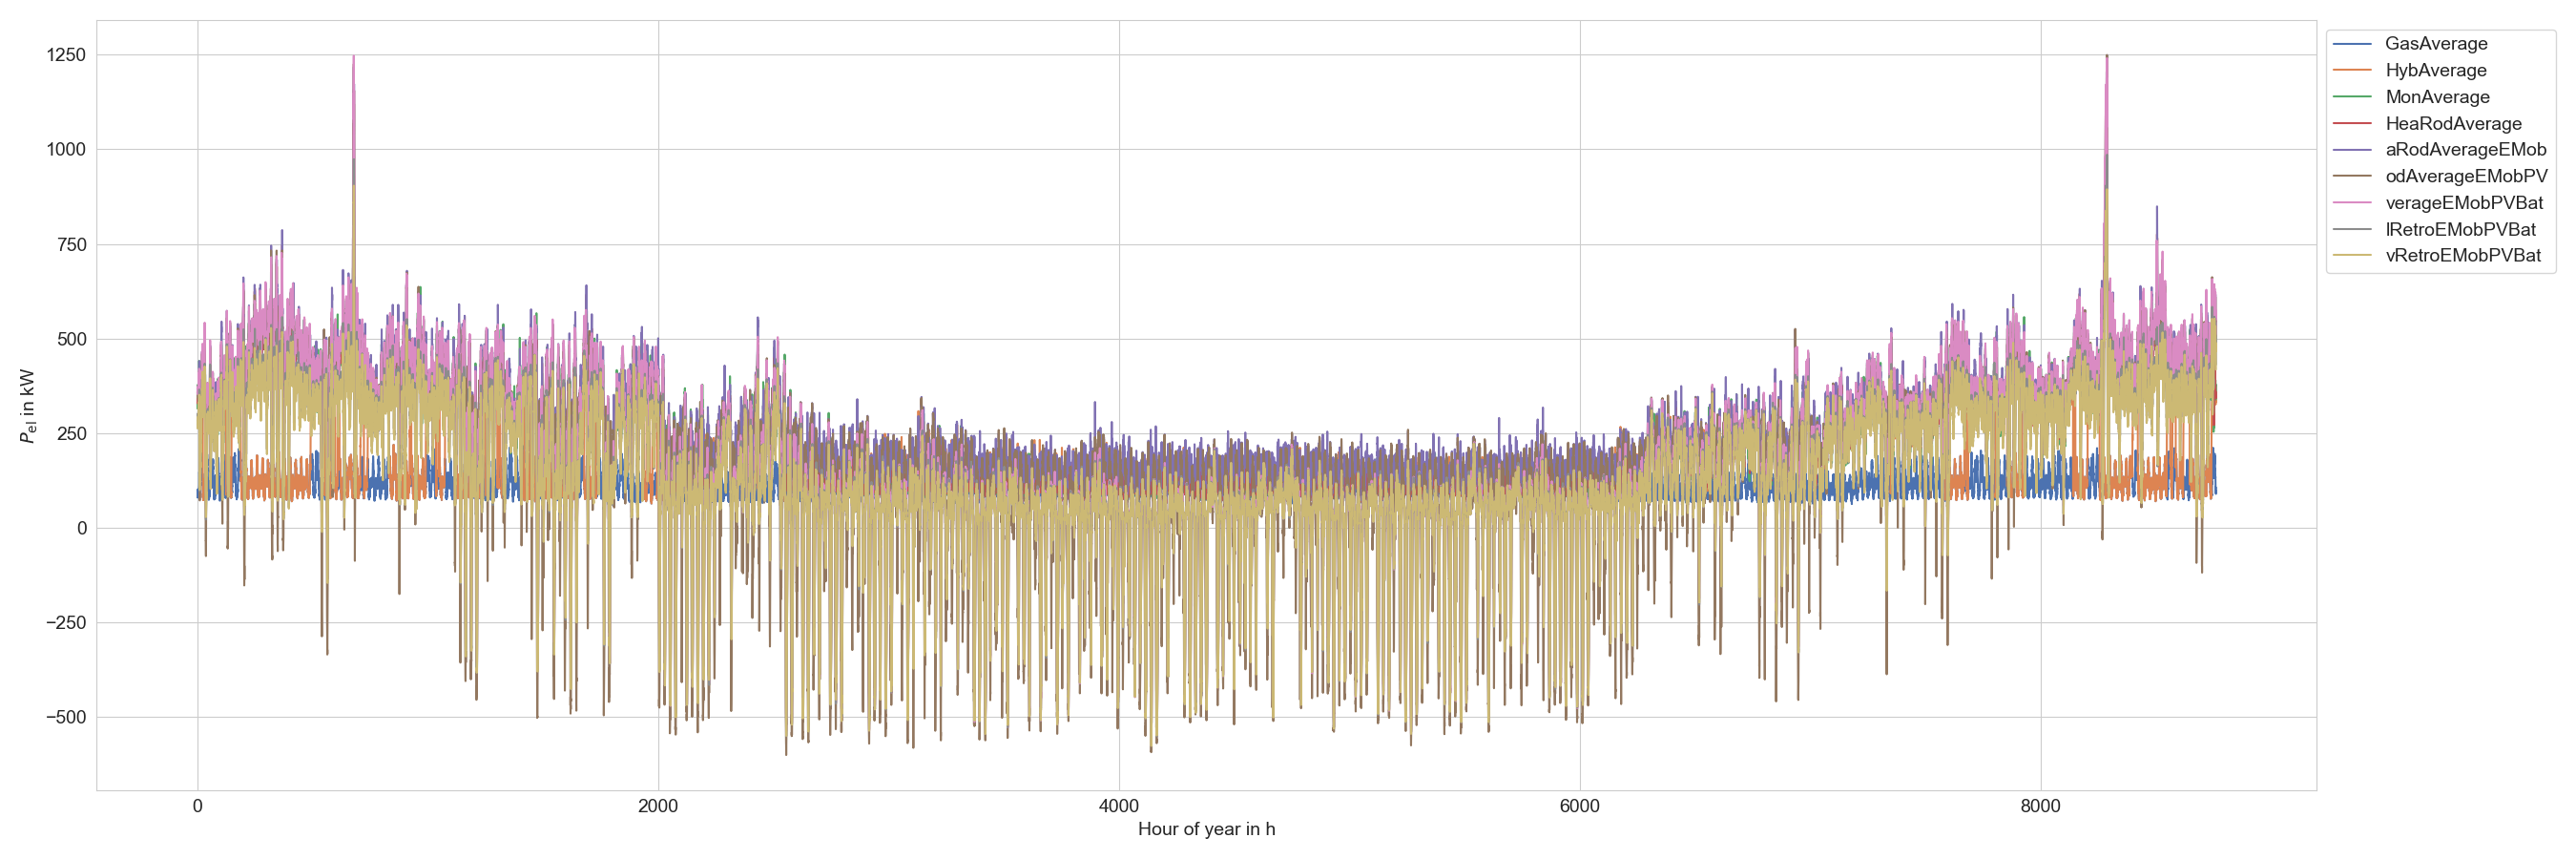 1250
1000
750
500
250
0
−250
−500
P_el in kW
0
2000
4000
6000
8000
Hour of year in h
GasAverage
HybAverage
MonAverage
HeaRodAverage
aRodAverageEMob
odAverageEMobPV
verageEMobPVBat
lRetroEMobPVBat
vRetroEMobPVBat